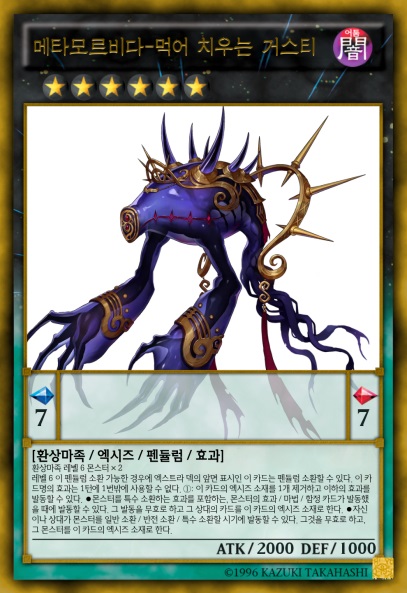 메타모르비다-먹어 치우는 거스티
어둠
闇
7
7
[환상마족 / 엑시즈 / 펜듈럼 / 효과]
환상마족 레벨 6 몬스터 × 2
레벨 6 이 펜듈럼 소환 가능한 경우에 엑스트라 덱의 앞면 표시인 이 카드는 펜듈럼 소환할 수 있다. 이 카
드명의 효과는 1턴에 1번밖에 사용할 수 없다. ①: 이 카드의 엑시즈 소재를 1개 제거하고 이하의 효과를
발동할 수 있다. ●몬스터를 특수 소환하는 효과를 포함하는, 몬스터의 효과 / 마법 / 함정 카드가 발동했
을 때에 발동할 수 있다. 그 발동을 무효로 하고 그 상대의 카드를 이 카드의 엑시즈 소재로 한다. ●자신
이나 상대가 몬스터를 일반 소환 / 반전 소환 / 특수 소환할 시기에 발동할 수 있다. 그것을 무효로 하고,
그 몬스터를 이 카드의 엑시즈 소재로 한다.
ATK / 2000 DEF / 1000
©1996 KAZUKI TAKAHASHI